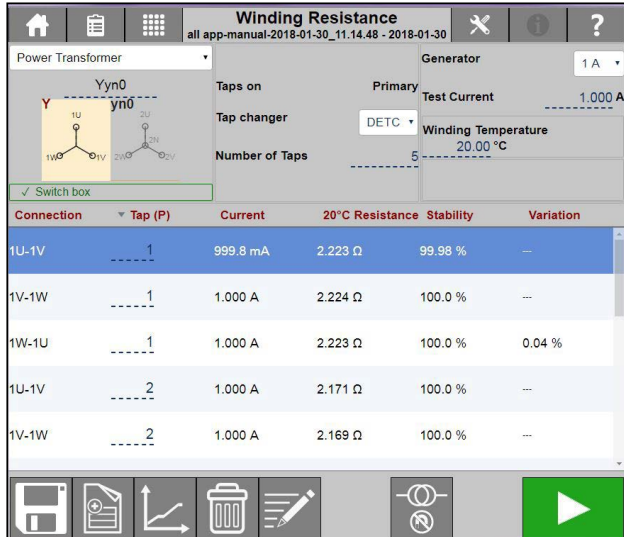 Winding Resistance
all app-manual-2018-01-30_11.14.48 - 2018-01-30
?
Power Transformer
Yyn0
Y
yn0
1U
1W
1V
2U
2N
2W
2V
✓ Switch box
Taps on
Primary
Tap changer
DETC
Number of Taps
5
Generator
1 A
Test Current
1.000 A
Winding Temperature
20.00 °C
Connection Tap (P) Current 20°C Resistance Stability Variation
1U-1V 1 999.8 mA 2.223 Ω 99.98 % ---
1V-1W 1 1.000 A 2.224 Ω 100.0 % ---
1W-1U 1 1.000 A 2.223 Ω 100.0 % 0.04 %
1U-1V 2 1.000 A 2.171 Ω 100.0 % ---
1V-1W 2 1.000 A 2.169 Ω 100.0 % ---